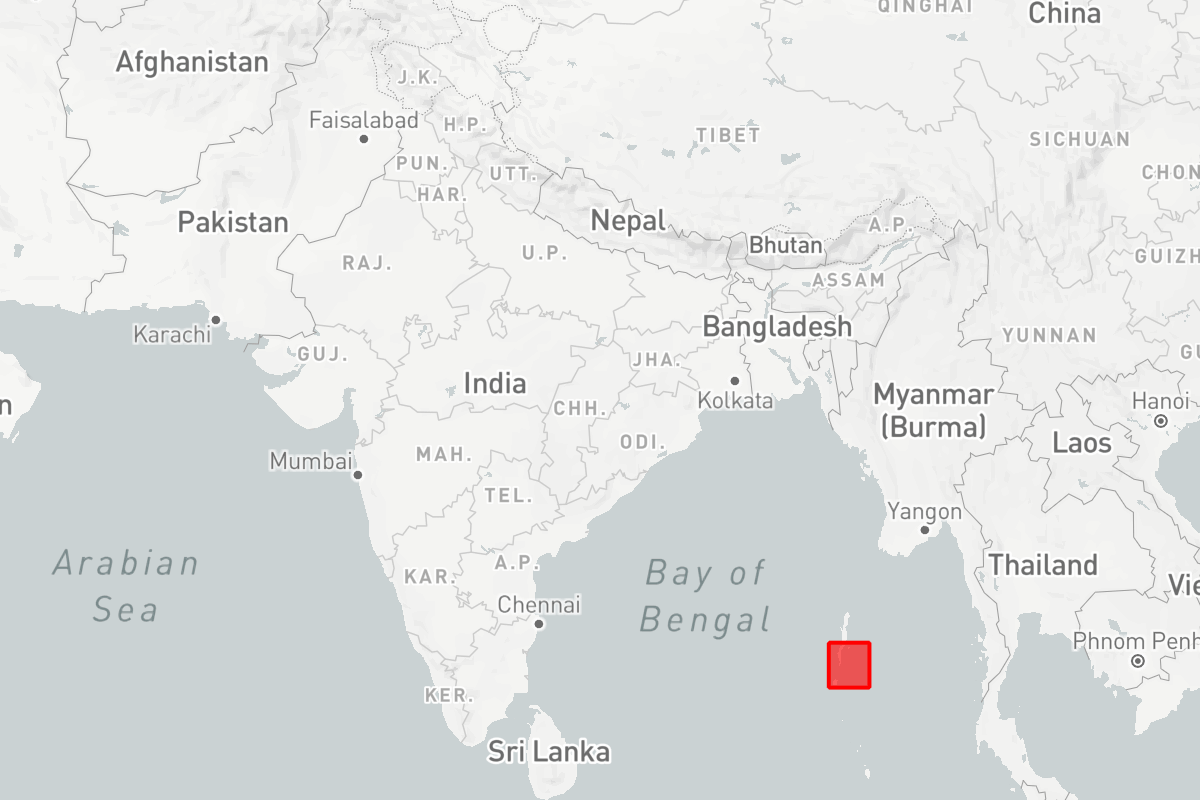 QINGHAI
China
Afghanistan
J.K.
Faisalabad
H.P.
TIBET
SICHUAN
PUN.
UTT.
CHON
HAR.
Pakistan
Nepal
A.P.
Bhutan
U.P.
RAJ.
GUIZH
ASSAM
Karachi
Bangladesh
YUNNAN
GUJ.
JHA.
GU
India
Kolkata
Myanmar
(Burma)
Hanoi
n
CHH.
ODI.
Laos
Mumbai
MAH.
TEL.
Yangon
Arabian
Sea
A.P.
KAR.
Bay of
Bengal
Thailand
Vie
Chennai
Phnom Penh
KER.
Sri Lanka